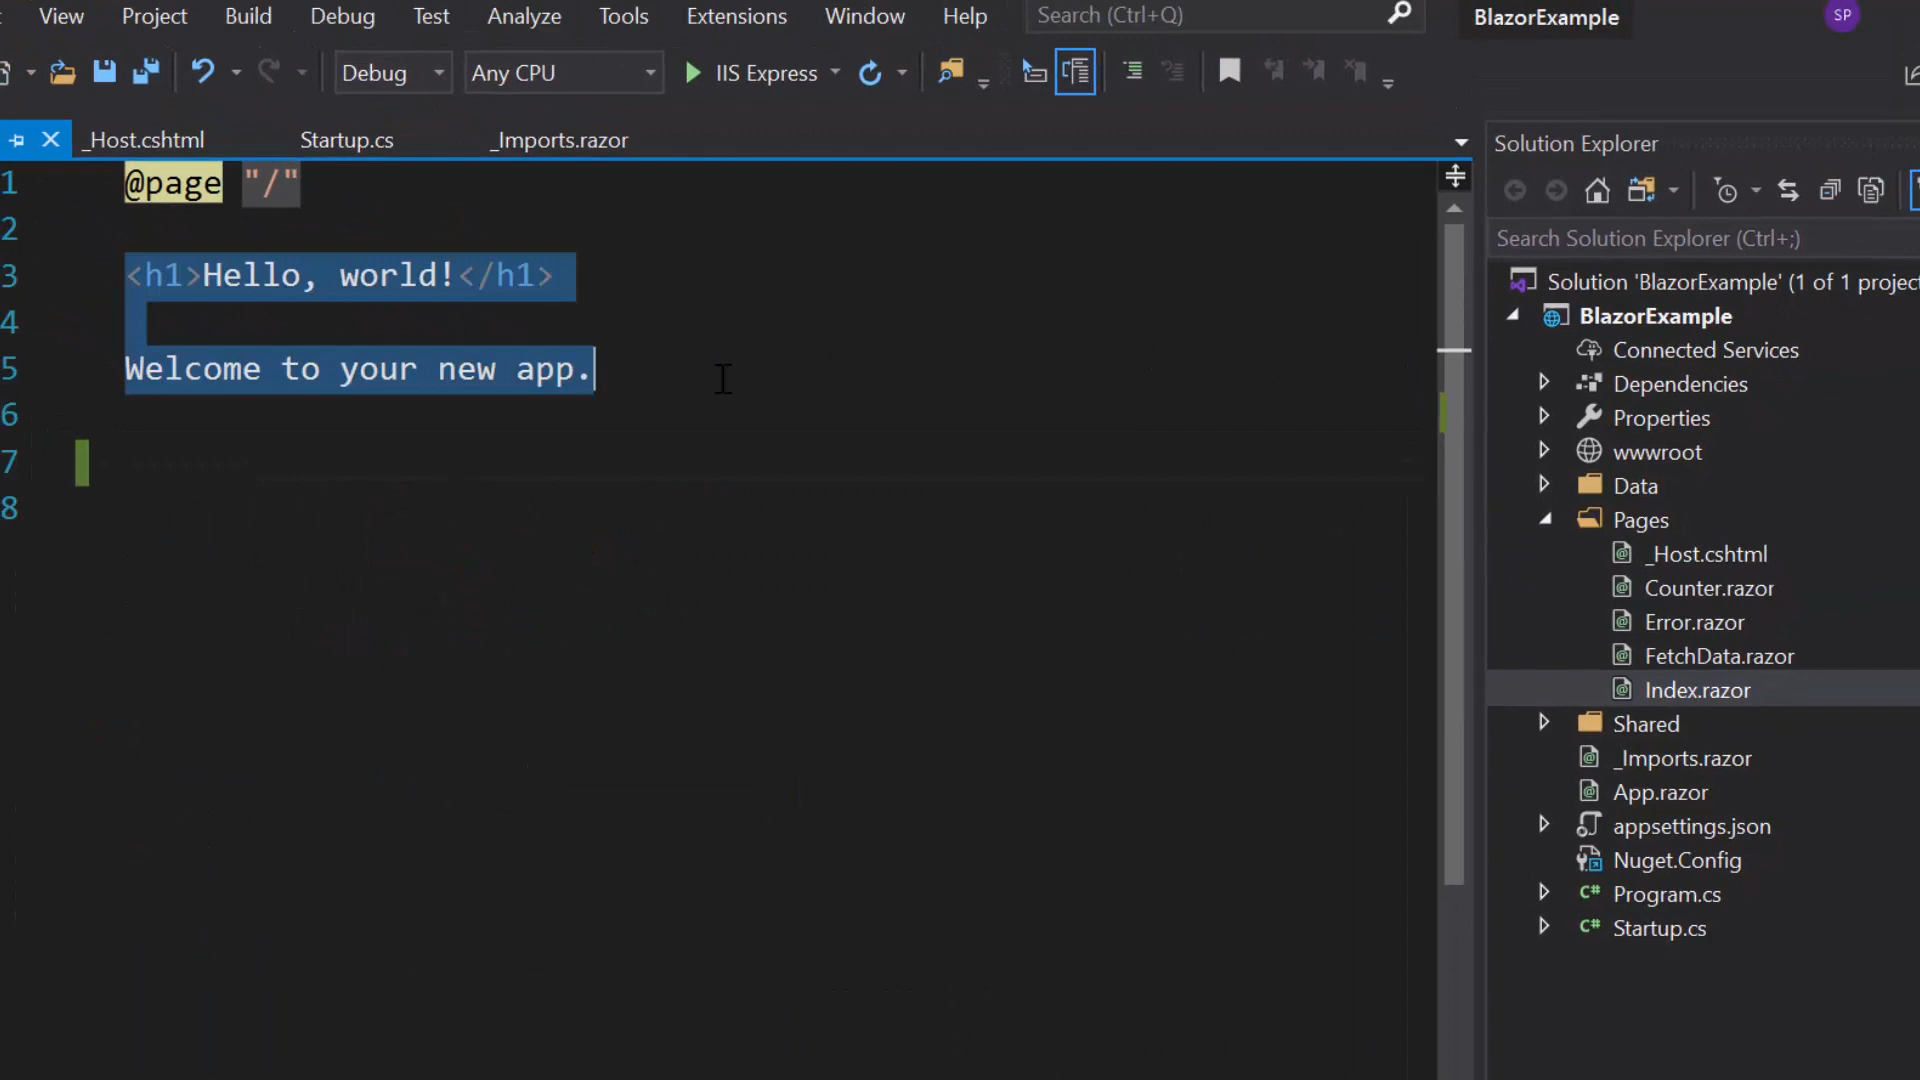 View Project Build Debug Test Analyze Tools Extensions Window Help Search (Ctrl+Q) BlazorExample SP
Debug Any CPU IIS Express
_Host.cshtml Startup.cs _Imports.razor
1 @page "/"
2
3 <h1>Hello, world!</h1>
4
5 Welcome to your new app.
6
7
8
Solution Explorer
Search Solution Explorer (Ctrl+;)
Solution 'BlazorExample' (1 of 1 project
BlazorExample
Connected Services
Dependencies
Properties
wwwroot
Data
Pages
_Host.cshtml
Counter.razor
Error.razor
FetchData.razor
Index.razor
Shared
_Imports.razor
App.razor
appsettings.json
Nuget.Config
C# Program.cs
C# Startup.cs